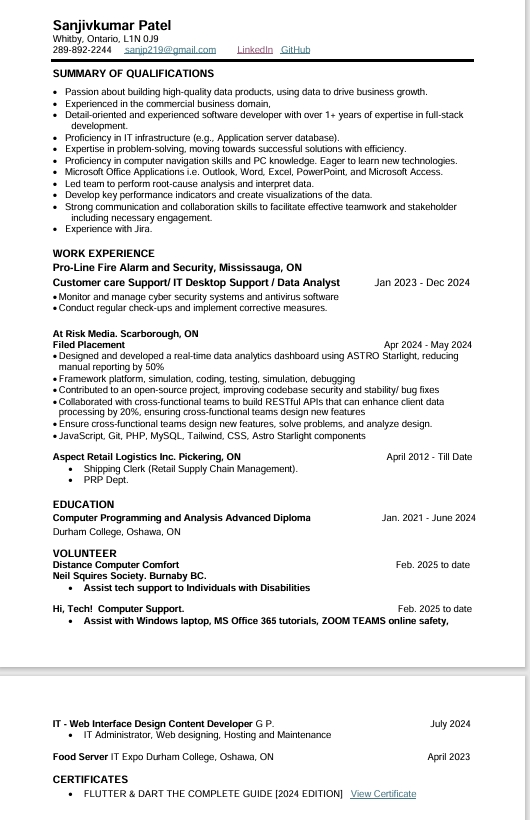 Sanjivkumar Patel
Whitby, Ontario, L1N 0J9
289-892-2244 sanjp219@gmail.com LinkedIn GitHub
SUMMARY OF QUALIFICATIONS
• Passion about building high-quality data products, using data to drive business growth.
• Experienced in the commercial business domain,
• Detail-oriented and experienced software developer with over 1+ years of expertise in full-stack
development.
• Proficiency in IT infrastructure (e.g., Application server database).
• Expertise in problem-solving, moving towards successful solutions with efficiency.
• Proficiency in computer navigation skills and PC knowledge. Eager to learn new technologies.
• Microsoft Office Applications i.e. Outlook, Word, Excel, PowerPoint, and Microsoft Access.
• Led team to perform root-cause analysis and interpret data.
• Develop key performance indicators and create visualizations of the data.
• Strong communication and collaboration skills to facilitate effective teamwork and stakeholder
including necessary engagement.
• Experience with Jira.
WORK EXPERIENCE
Pro-Line Fire Alarm and Security, Mississauga, ON
Customer care Support/ IT Desktop Support / Data Analyst Jan 2023 - Dec 2024
• Monitor and manage cyber security systems and antivirus software
• Conduct regular check-ups and implement corrective measures.
At Risk Media. Scarborough, ON
Filed Placement Apr 2024 - May 2024
• Designed and developed a real-time data analytics dashboard using ASTRO Starlight, reducing
manual reporting by 50%
• Framework platform, simulation, coding, testing, simulation, debugging
• Contributed to an open-source project, improving codebase security and stability/ bug fixes
• Collaborated with cross-functional teams to build RESTful APIs that can enhance client data
processing by 20%, ensuring cross-functional teams design new features
• Ensure cross-functional teams design new features, solve problems, and analyze design.
• JavaScript, Git, PHP, MySQL, Tailwind, CSS, Astro Starlight components
Aspect Retail Logistics Inc. Pickering, ON April 2012 - Till Date
• Shipping Clerk (Retail Supply Chain Management).
• PRP Dept.
EDUCATION
Computer Programming and Analysis Advanced Diploma Jan. 2021 - June 2024
Durham College, Oshawa, ON
VOLUNTEER
Distance Computer Comfort Feb. 2025 to date
Neil Squires Society. Burnaby BC.
• Assist tech support to Individuals with Disabilities
Hi, Tech! Computer Support. Feb. 2025 to date
• Assist with Windows laptop, MS Office 365 tutorials, ZOOM TEAMS online safety,
IT - Web Interface Design Content Developer G P. July 2024
• IT Administrator, Web designing, Hosting and Maintenance
Food Server IT Expo Durham College, Oshawa, ON April 2023
CERTIFICATES
• FLUTTER & DART THE COMPLETE GUIDE [2024 EDITION] View Certificate